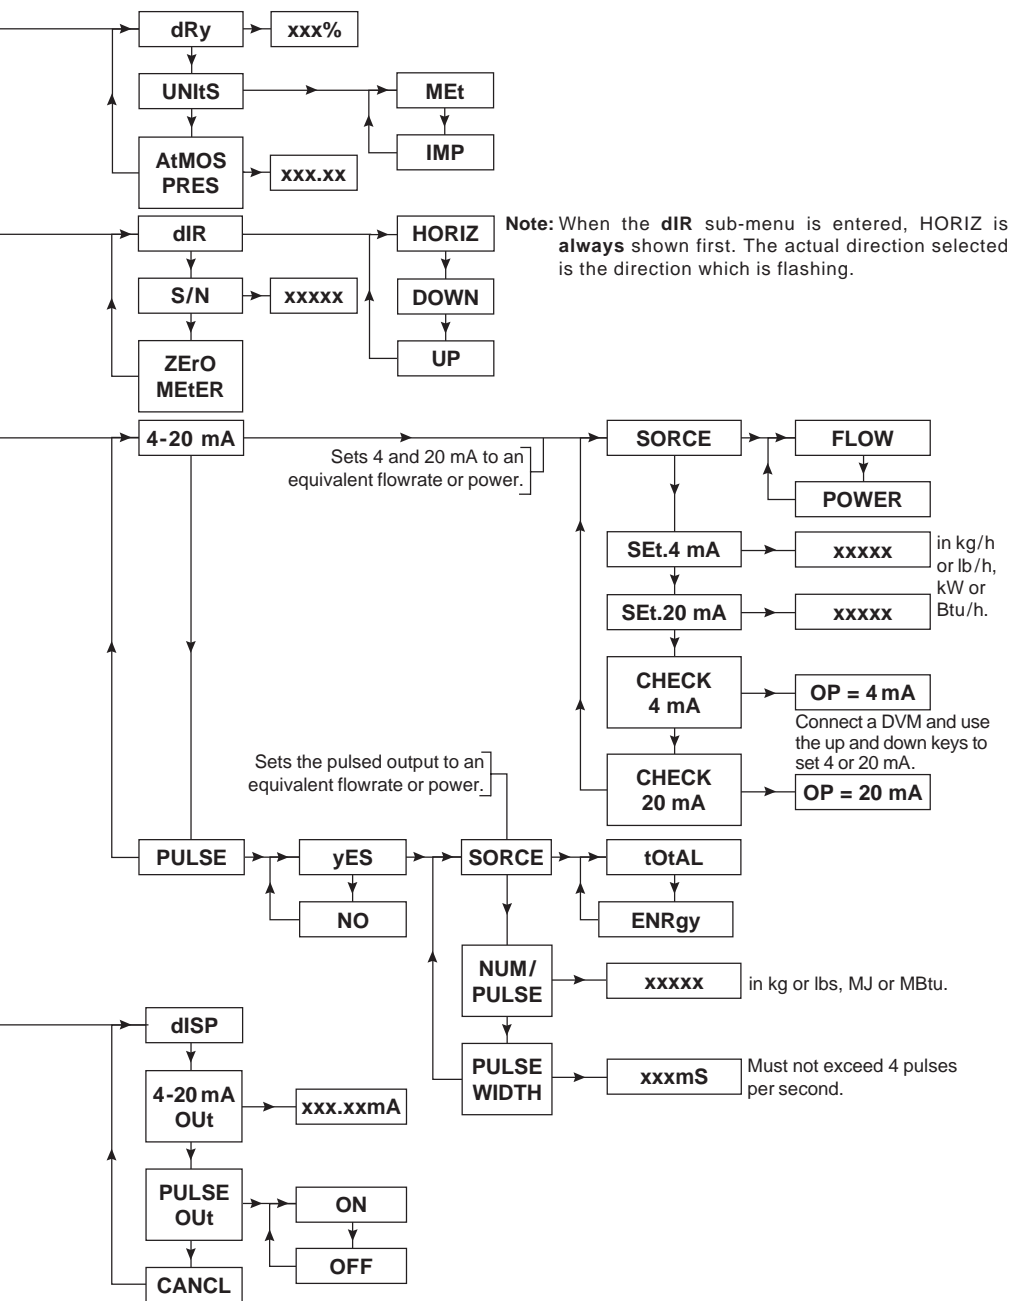 dRy
xxx%
UNItS
MEt
IMP
AtMOS
PRES
xxx.xx
dIR
HORIZ
Note: When the dIR sub-menu is entered, HORIZ is
always shown first. The actual direction selected
is the direction which is flashing.
S/N
xxxxx
DOWN
UP
ZErO
MEtER
4-20 mA
Sets 4 and 20 mA to an
equivalent flowrate or power.
SORCE
FLOW
POWER
SEt.4 mA
xxxxx
in kg/h
or lb/h,
kW or
Btu/h.
SEt.20 mA
xxxxx
CHECK
4 mA
OP = 4 mA
Connect a DVM and use
the up and down keys to
set 4 or 20 mA.
CHECK
20 mA
OP = 20 mA
Sets the pulsed output to an
equivalent flowrate or power.
PULSE
yES
NO
SORCE
tOtAL
ENRgy
NUM/
PULSE
xxxxx
in kg or lbs, MJ or MBtu.
PULSE
WIDTH
xxxmS
Must not exceed 4 pulses
per second.
dISP
4-20 mA
OUt
xxx.xxmA
PULSE
OUt
ON
OFF
CANCL